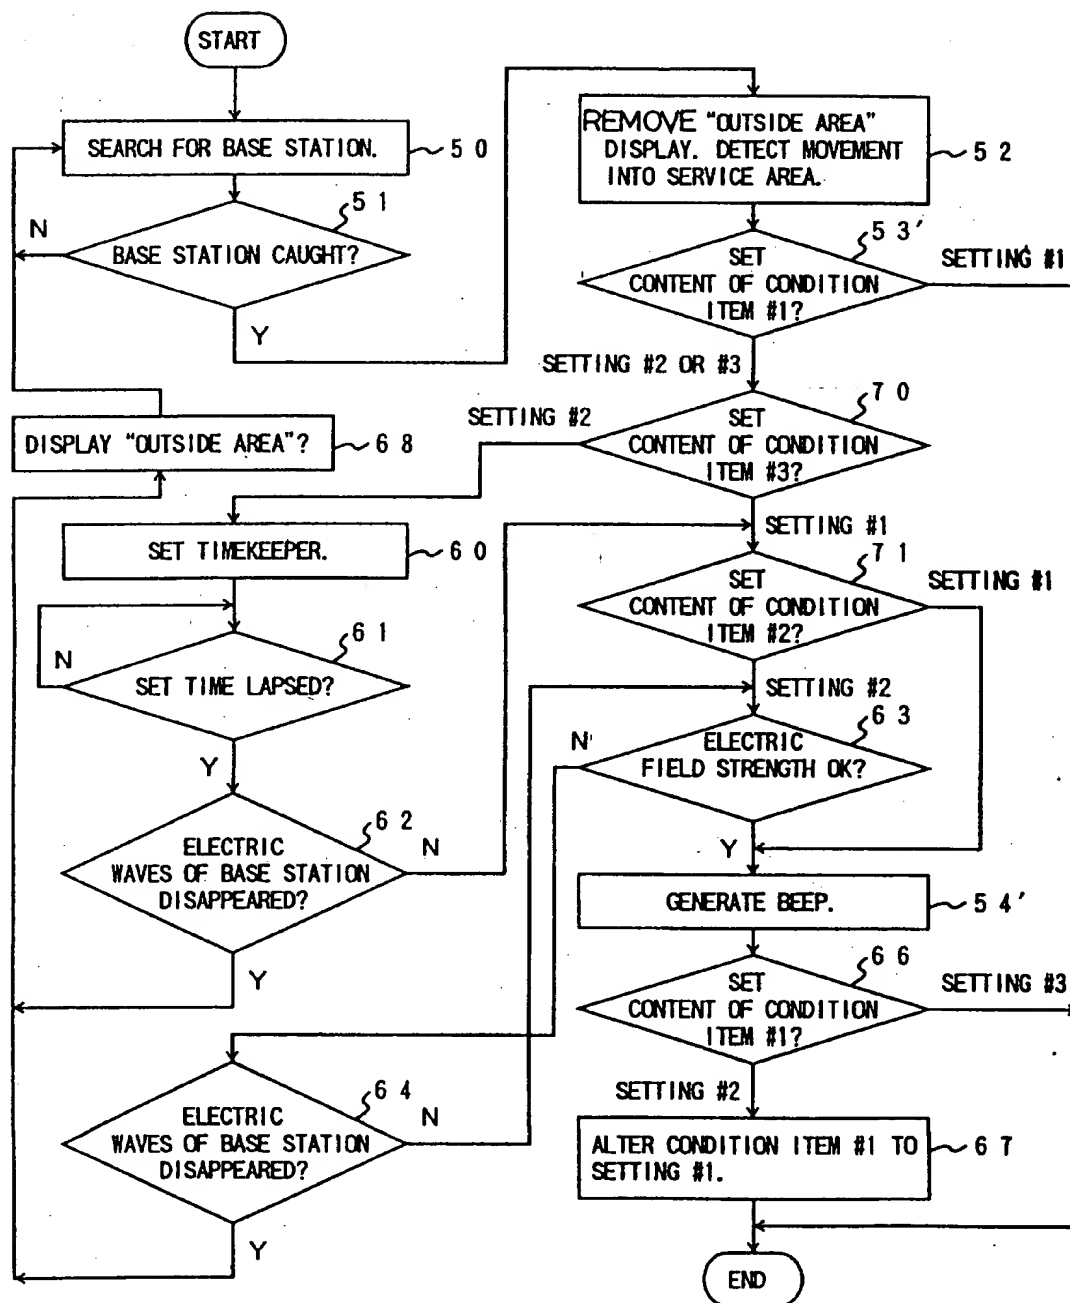 START
SEARCH FOR BASE STATION.
50
51
BASE STATION CAUGHT?
N
Y
REMOVE "OUTSIDE AREA"
DISPLAY. DETECT MOVEMENT
INTO SERVICE AREA.
52
53'
SET
CONTENT OF CONDITION
ITEM #1?
SETTING #1
SETTING #2 OR #3
DISPLAY "OUTSIDE AREA"?
68
SETTING #2
70
SET
CONTENT OF CONDITION
ITEM #3?
SETTING #1
SET TIMEKEEPER.
60
71
SET
CONTENT OF CONDITION
ITEM #2?
SETTING #1
61
N
SET TIME LAPSED?
Y
SETTING #2
63
ELECTRIC
FIELD STRENGTH OK?
N
Y
62
ELECTRIC
WAVES OF BASE STATION
DISAPPEARED?
N
Y
GENERATE BEEP.
54'
66
SET
CONTENT OF CONDITION
ITEM #1?
SETTING #3
SETTING #2
64
ELECTRIC
WAVES OF BASE STATION
DISAPPEARED?
N
Y
ALTER CONDITION ITEM #1 TO
SETTING #1.
67
END